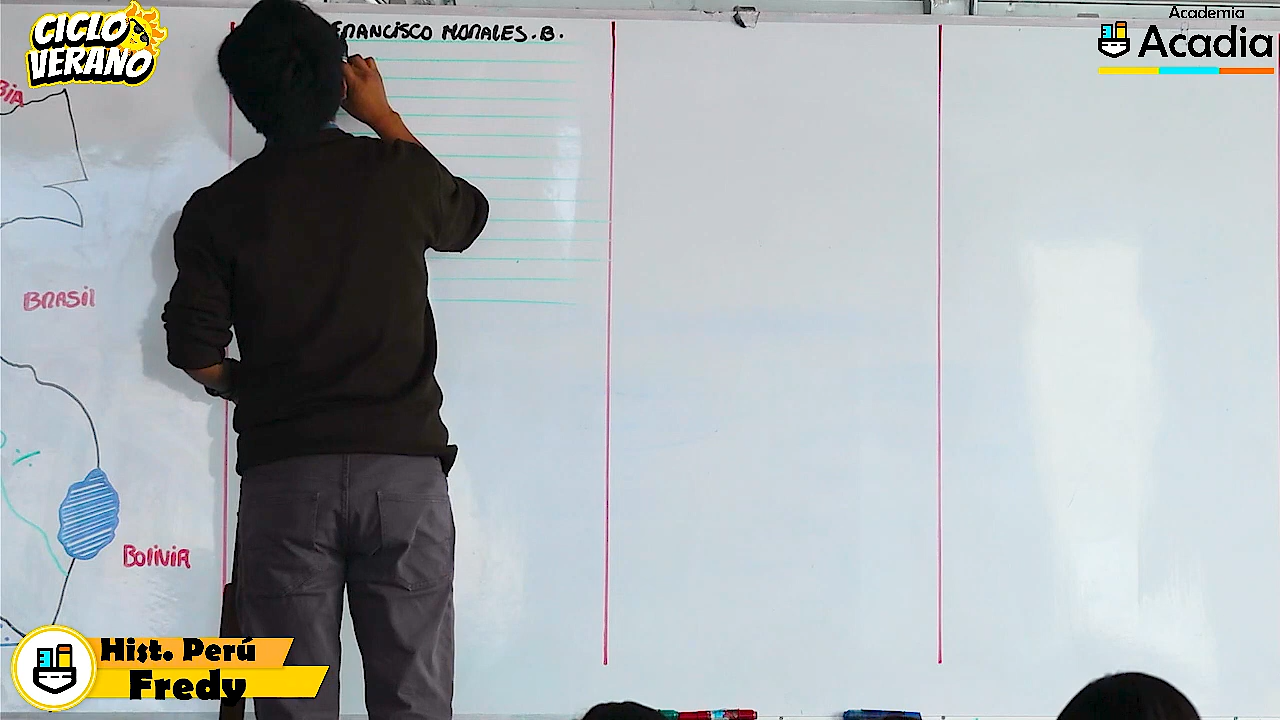 CICLO
VERANO
FRANCISCO MORALES.B.
Academia
Acadia
BIA
BRASIL
BOLIVIA
Hist. Perú
Fredy